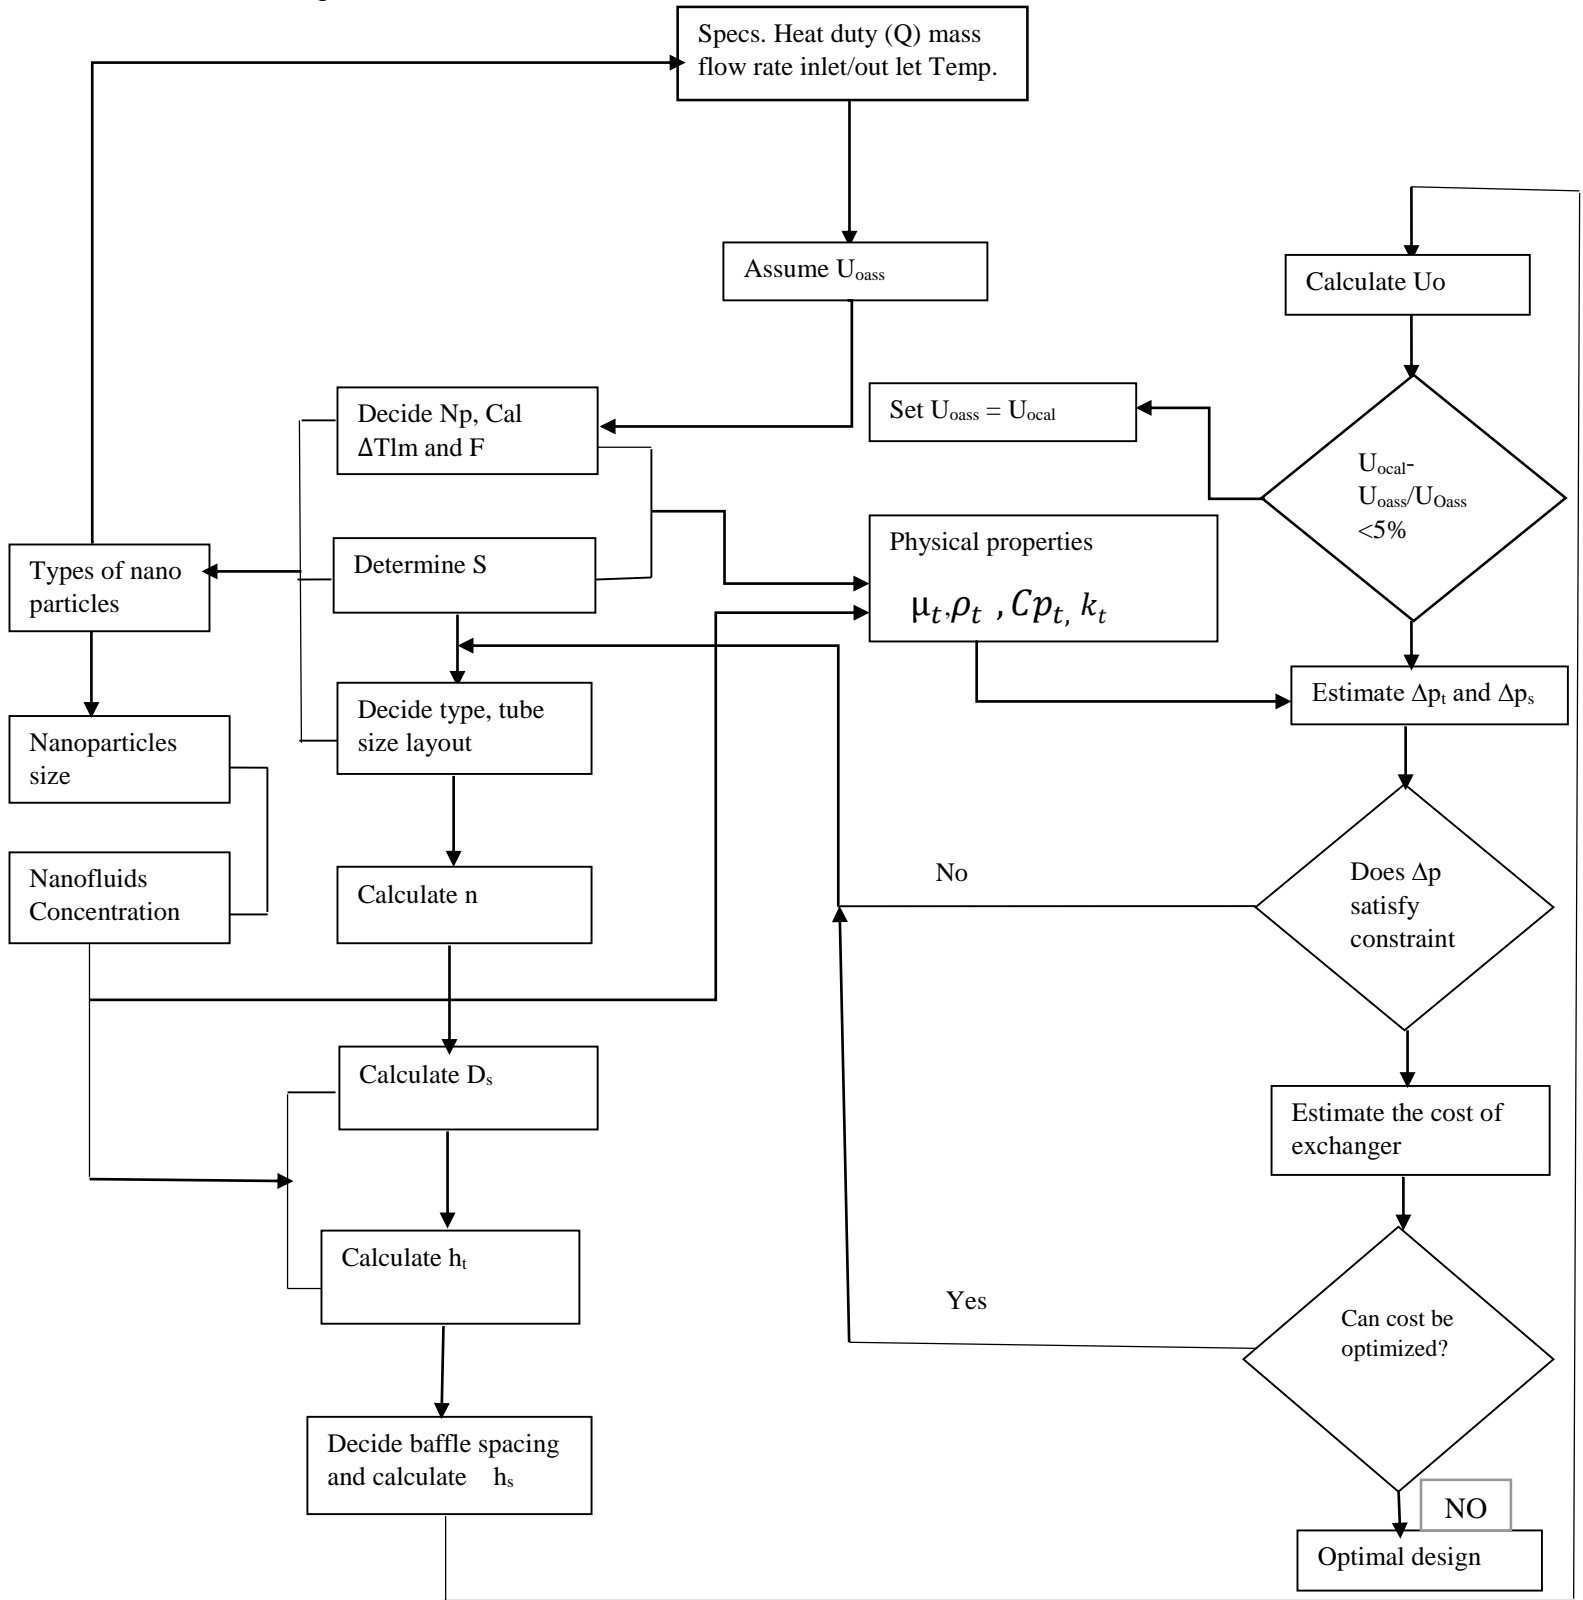 Specs. Heat duty (Q) mass
flow rate inlet/out let Temp.
Assume Uoass
Calculate Uo
Decide Np, Cal
ΔTlm and F
Set Uoass = Uocal
Uocal-
Uoass/UOass
<5%
Types of nano
particles
Determine S
Physical properties
μt,ρt , Cpt, kt
Decide type, tube
size layout
Estimate Δpt and Δps
Nanoparticles
size
Nanofluids
Concentration
Calculate n
No
Does Δp
satisfy
constraint
Calculate Ds
Estimate the cost of
exchanger
Calculate ht
Yes
Can cost be
optimized?
Decide baffle spacing
and calculate hs
NO
Optimal design